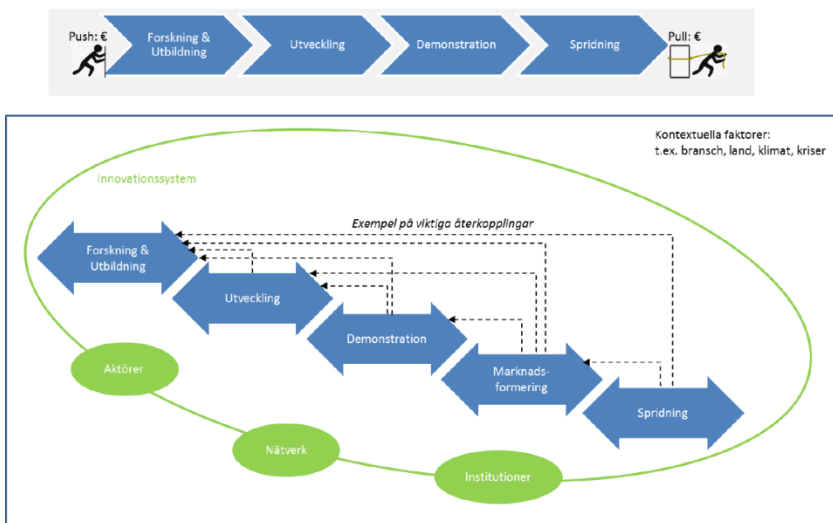 Push: €
Forskning &
Utbildning
Utveckling
Demonstration
Spridning
Pull: €
Kontextuella faktorer:
t.ex. bransch, land, klimat, kriser
Innovationssystem
Exempel på viktiga återkopplingar
Forskning &
Utbildning
Utveckling
Demonstration
Marknads-
formering
Spridning
Aktörer
Nätverk
Institutioner